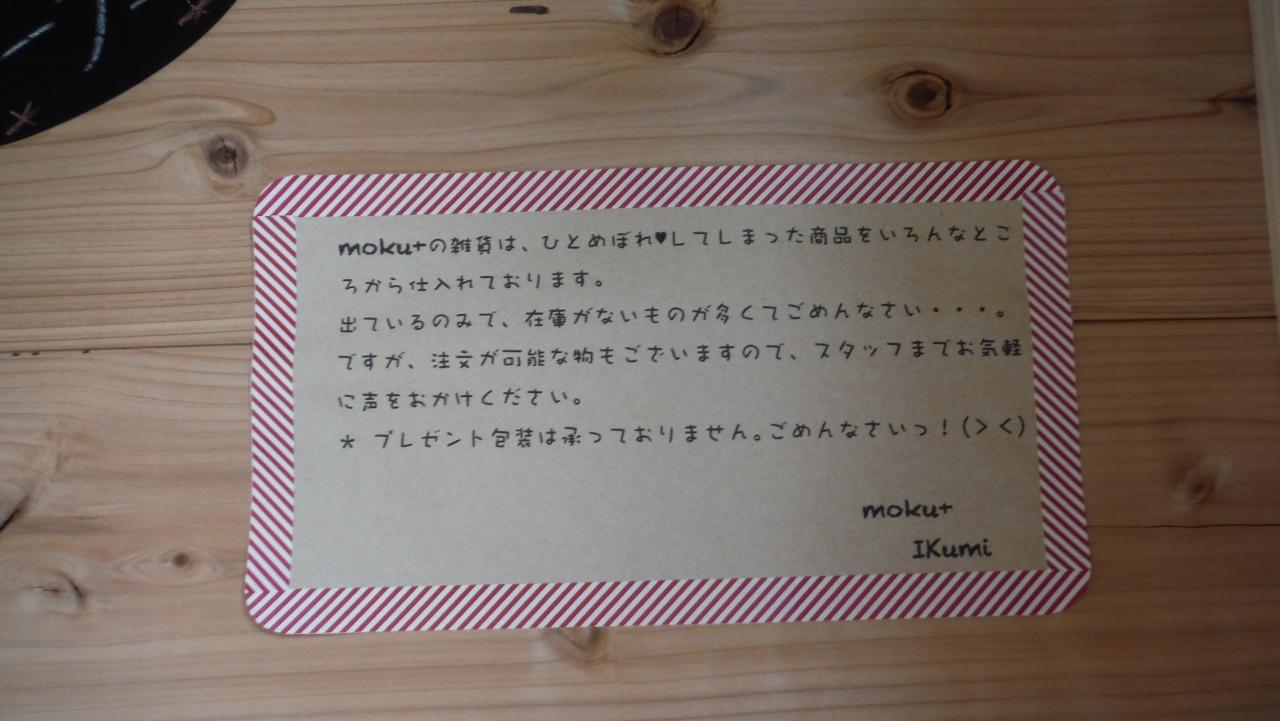 moku+の雑貨は、ひとめぼれ♥してしまった商品をいろんなとこ
ろから仕入れております。
出ているのみで、在庫がないものが多くてごめんなさい・・・。
ですが、注文が可能な物もございますので、スタッフまでお気軽
に声をおかけください。
* プレゼント包装は承っておりません。ごめんなさいっ!(><)
moku+
IKumi